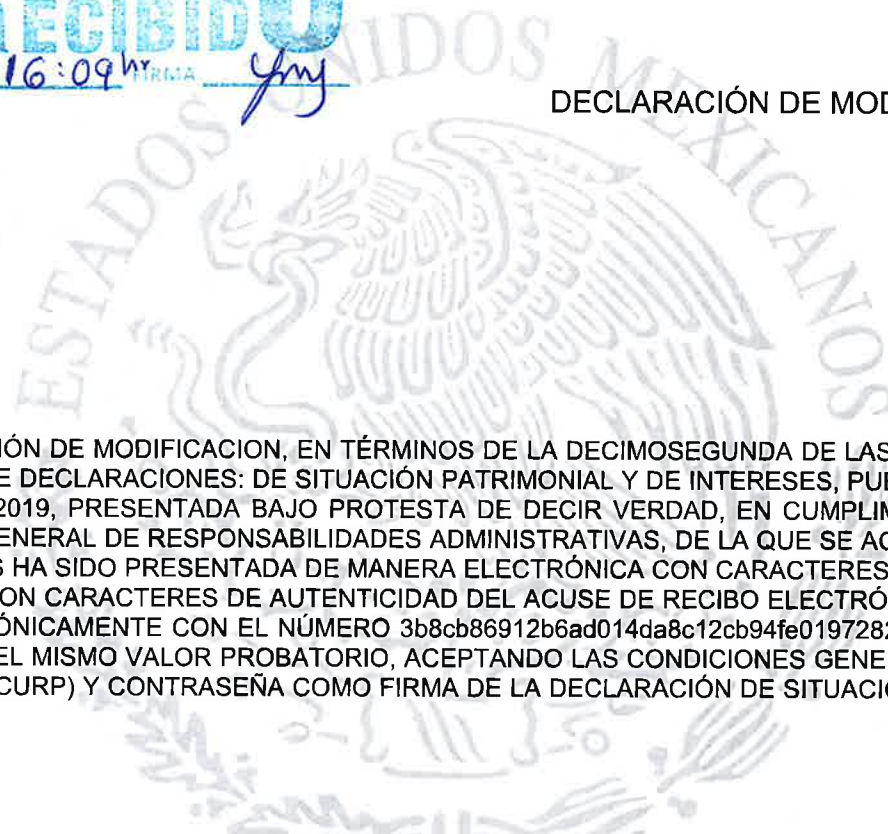 RECIBIDO
16:09 hr FIRMA
DECLARACIÓN DE MOD
ESTADOS UNIDOS MEXICANOS
IÓN DE MODIFICACION, EN TÉRMINOS DE LA DECIMOSEGUNDA DE LAS
E DECLARACIONES: DE SITUACIÓN PATRIMONIAL Y DE INTERESES, PU
2019, PRESENTADA BAJO PROTESTA DE DECIR VERDAD, EN CUMPLIM
ENERAL DE RESPONSABILIDADES ADMINISTRATIVAS, DE LA QUE SE AC
S HA SIDO PRESENTADA DE MANERA ELECTRÓNICA CON CARACTERES
ON CARACTERES DE AUTENTICIDAD DEL ACUSE DE RECIBO ELECTRÓ
ÓNICAMENTE CON EL NÚMERO 3b8cb86912b6ad014da8c12cb94fe0197282
EL MISMO VALOR PROBATORIO, ACEPTANDO LAS CONDICIONES GENE
CURP) Y CONTRASEÑA COMO FIRMA DE LA DECLARACIÓN DE SITUACI